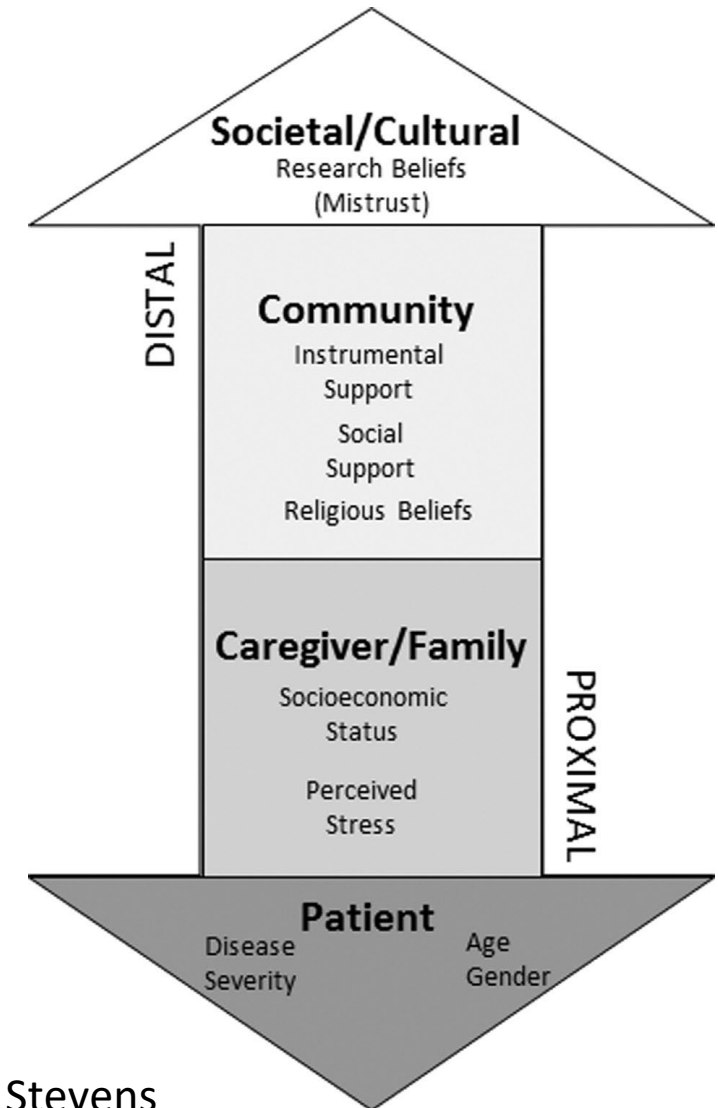 Societal/Cultural
Research Beliefs
(Mistrust)
DISTAL
Community
Instrumental
Support
Social
Support
Religious Beliefs
Caregiver/Family
Socioeconomic
Status
Perceived
Stress
PROXIMAL
Patient
Disease
Severity
Age
Gender
Stevens